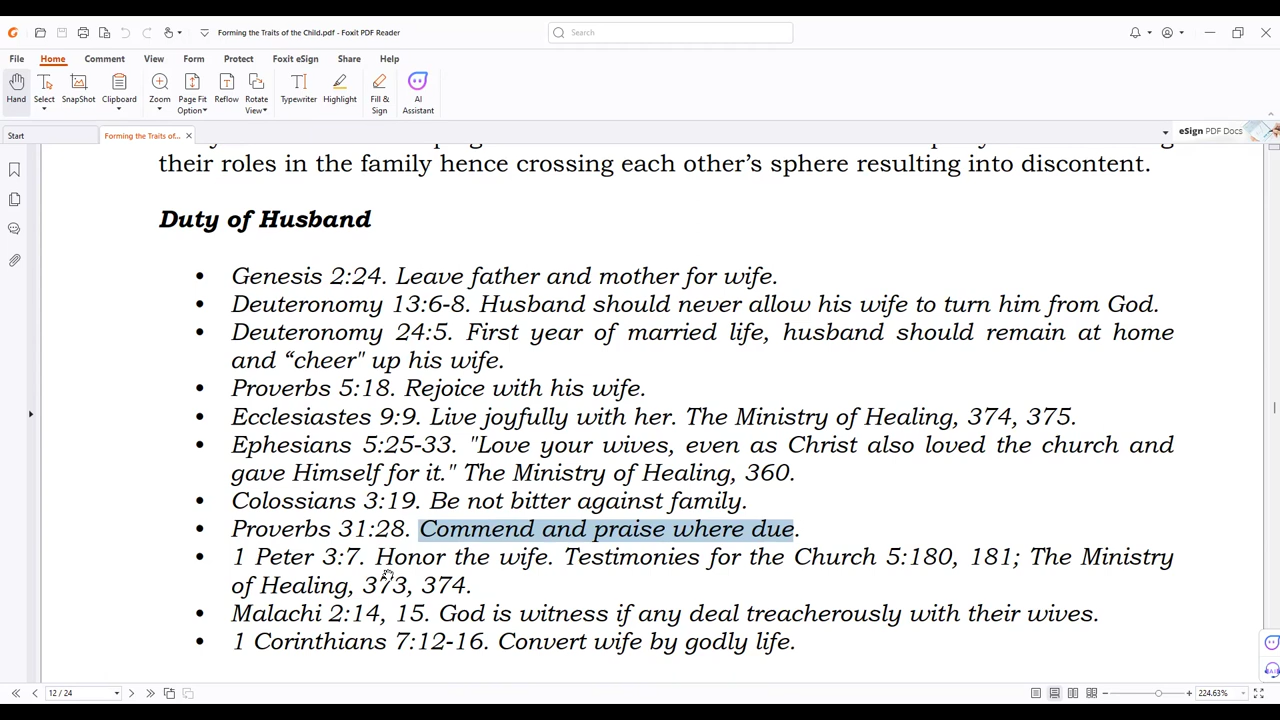 Forming the Traits of the Child.pdf - Foxit PDF Reader
Search
File Home Comment View Form Protect Foxit eSign Share Help
Hand Select SnapShot Clipboard Zoom Page Fit Option Reflow Rotate View Typewriter Highlight Fill & Sign AI Assistant
Start Forming the Traits of... eSign PDF Docs
their roles in the family hence crossing each other’s sphere resulting into discontent.
Duty of Husband
• Genesis 2:24. Leave father and mother for wife.
• Deuteronomy 13:6-8. Husband should never allow his wife to turn him from God.
• Deuteronomy 24:5. First year of married life, husband should remain at home
and “cheer" up his wife.
• Proverbs 5:18. Rejoice with his wife.
• Ecclesiastes 9:9. Live joyfully with her. The Ministry of Healing, 374, 375.
• Ephesians 5:25-33. "Love your wives, even as Christ also loved the church and
gave Himself for it." The Ministry of Healing, 360.
• Colossians 3:19. Be not bitter against family.
• Proverbs 31:28. Commend and praise where due.
• 1 Peter 3:7. Honor the wife. Testimonies for the Church 5:180, 181; The Ministry
of Healing, 373, 374.
• Malachi 2:14, 15. God is witness if any deal treacherously with their wives.
• 1 Corinthians 7:12-16. Convert wife by godly life.
12 / 24 224.63%